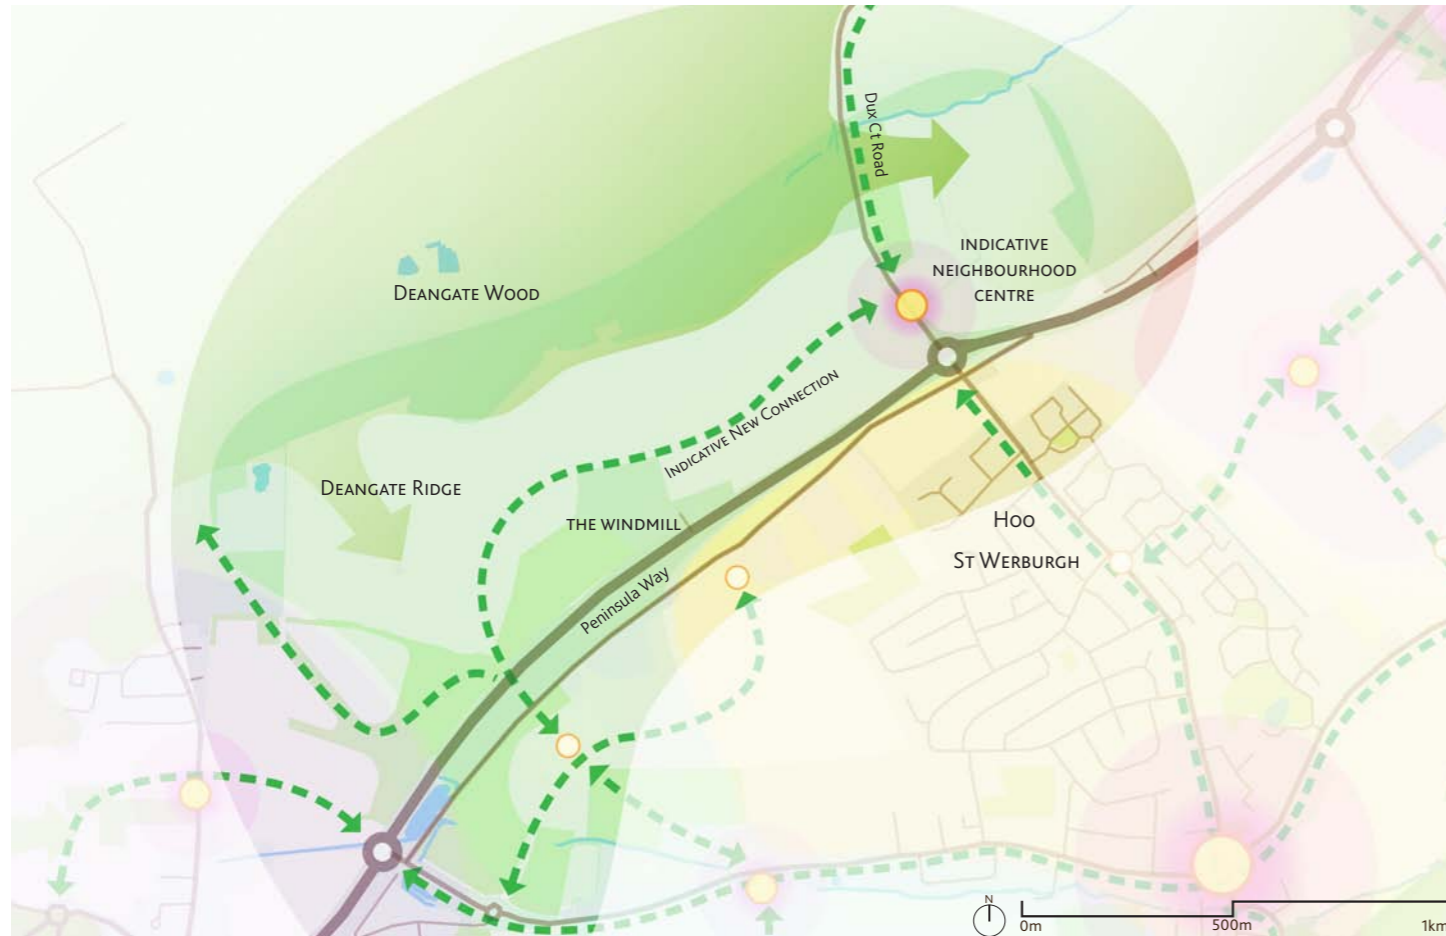 Dux Ct Road
INDICATIVE
NEIGHBOURHOOD
CENTRE
DEANGATE WOOD
INDICATIVE NEW CONNECTION
DEANGATE RIDGE
THE WINDMILL
HOO
ST WERBURGH
Peninsula Way
N
0m
500m
1km